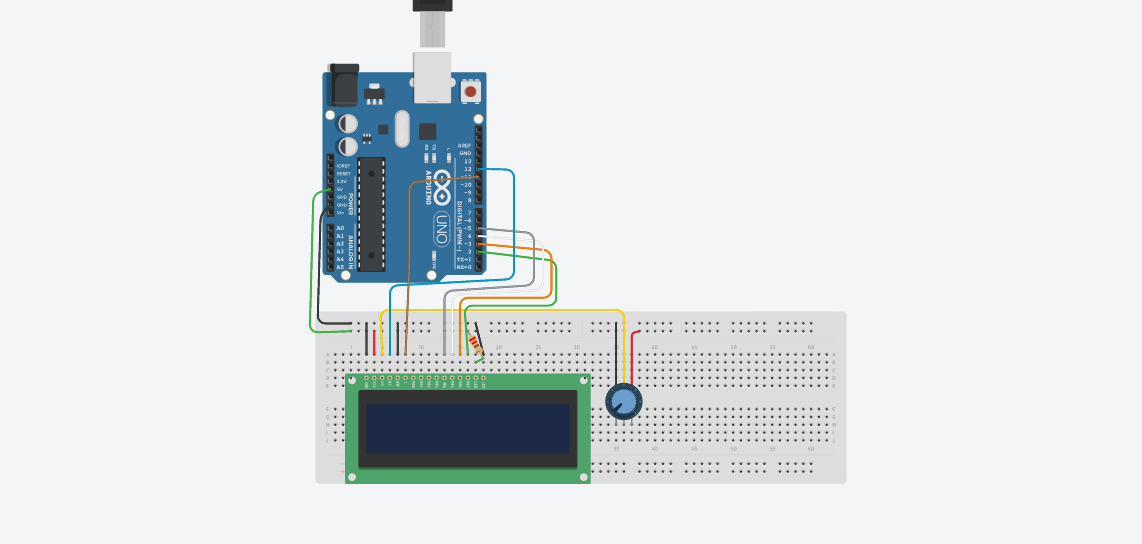 AREF
GND
13
12
~11
~10
~9
8
7
~6
~5
4
~3
2
TX→1
RX←0
DIGITAL (PWM~)
IOREF
RESET
3.3V
5V
GND
GND
Vin
POWER
A0
A1
A2
A3
A4
A5
ANALOG IN
L
TX
RX
ON
ARDUINO
UNO
1
10
20
25
30
35
40
45
50
55
60
35
40
45
50
55
60